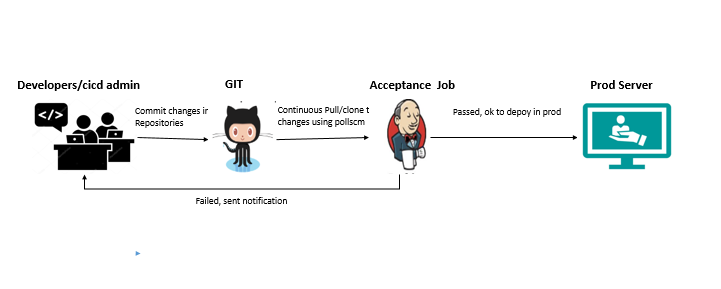 Developers/cicd admin
GIT
Acceptance Job
Prod Server
</>
Commit changes in
Repositories
Continuous Pull/clone t
changes using pollscm
Passed, ok to depoy in prod
Failed, sent notification